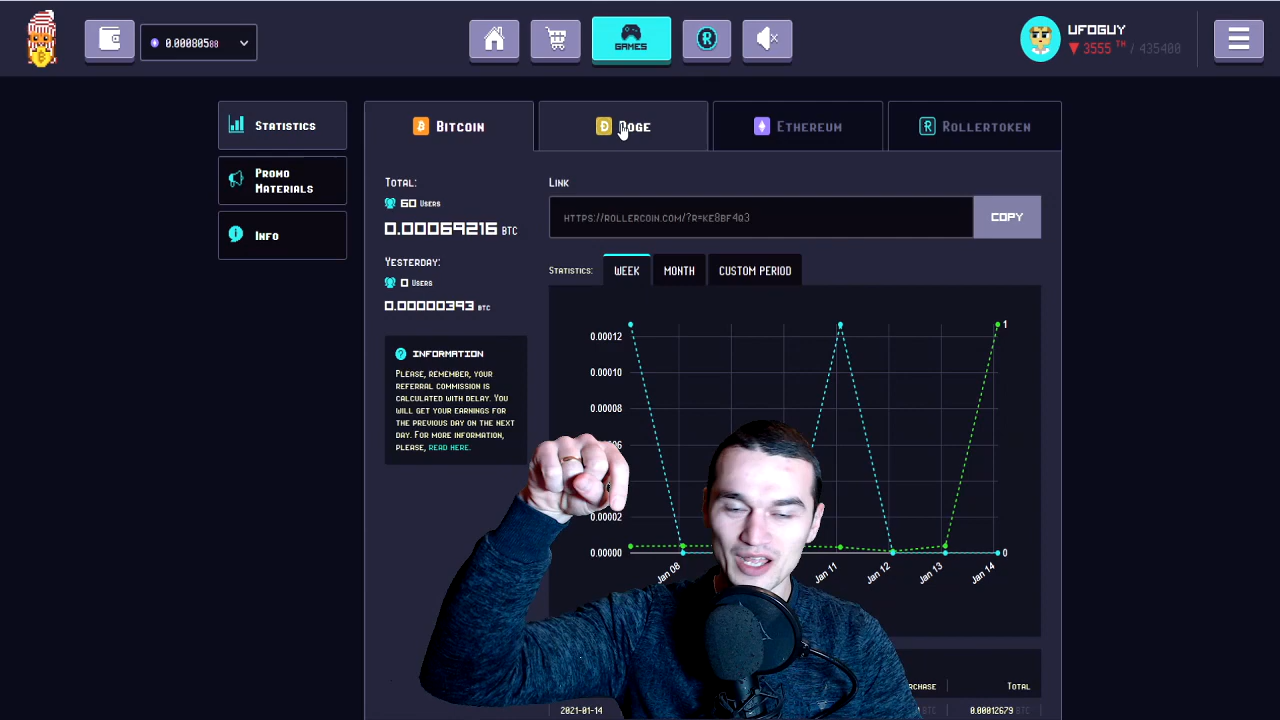 0.00080588
GAMES
UFOGUY
3555 TH / 435400
Statistics
Promo Materials
Info
Bitcoin
Doge
Ethereum
Rollertoken
Total:
60 Users
0.00069216 BTC
Yesterday:
0 Users
0.00000393 BTC
Information
Please, remember, your
referral commission is
calculated with delay. You
will get your earnings for
the previous day on the next
day. For more information,
please, read here.
Link
https://rollercoin.com/?r=ke8bf4q3
COPY
Statistics:
WEEK
MONTH
CUSTOM PERIOD
0.00012
0.00010
0.00008
0.00002
0.00000
1
0
Jan 08
Jan 11
Jan 12
Jan 13
Jan 14
Total
2021-01-14
BTC
0.00012679
BTC